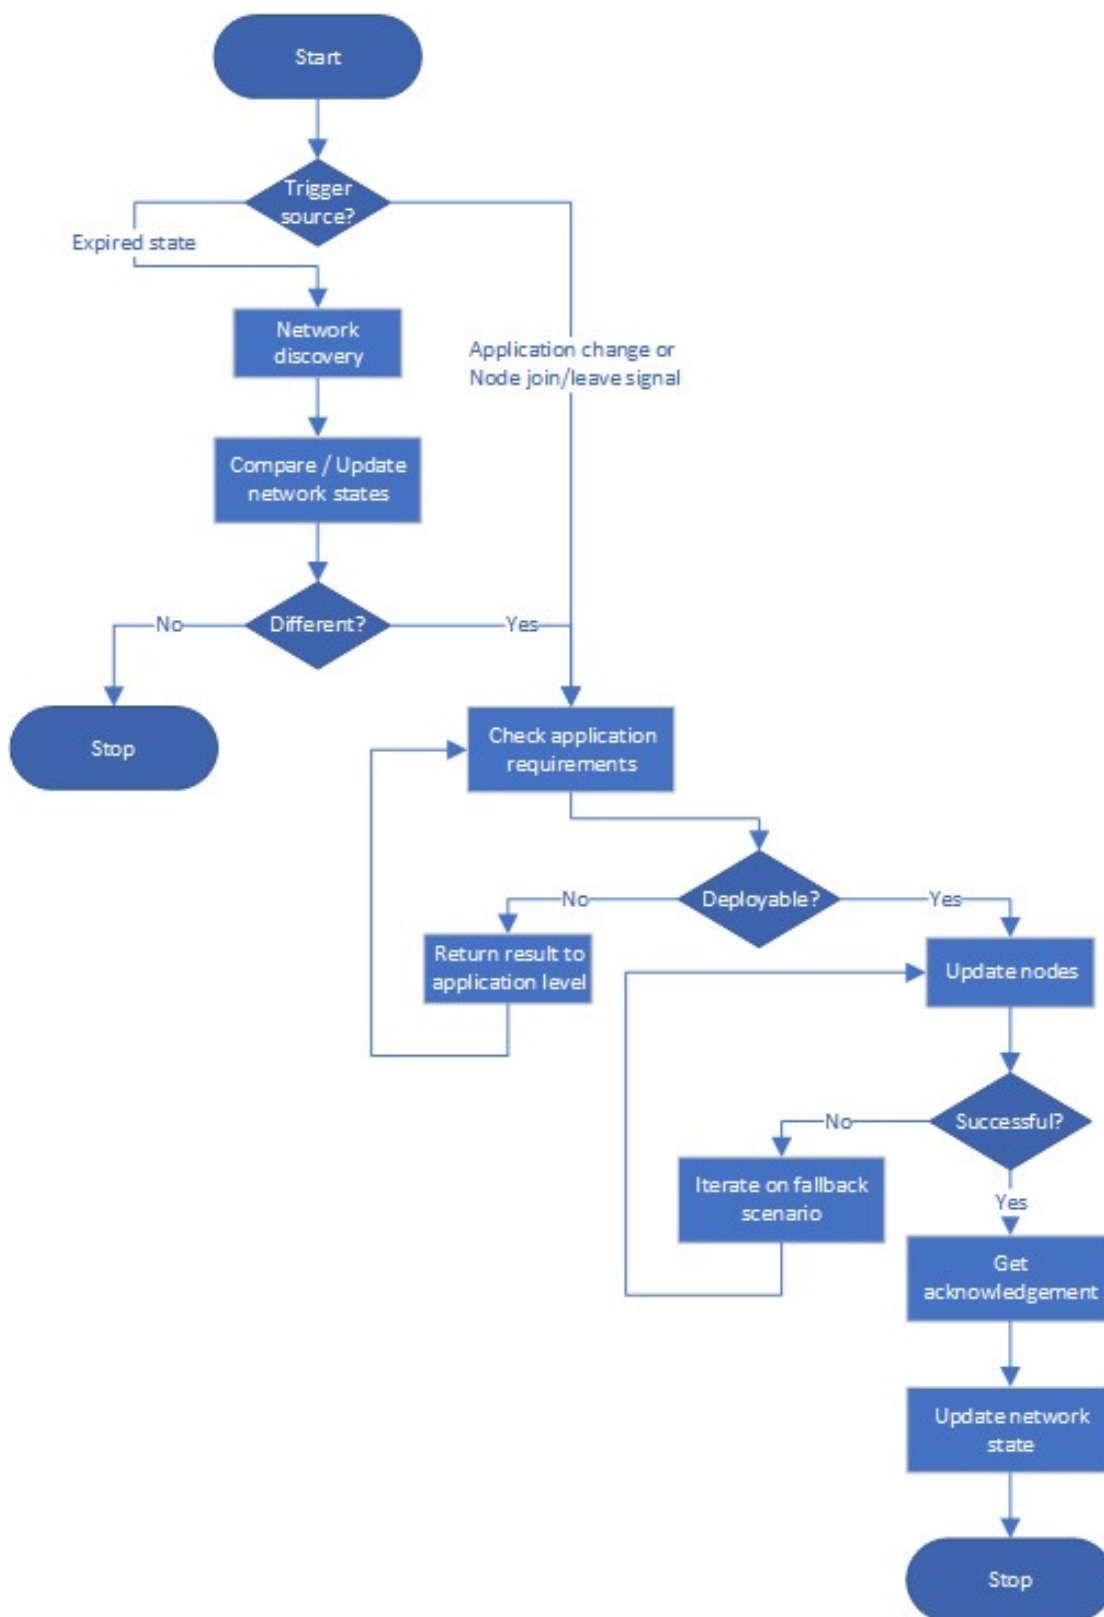 Start
Trigger
source?
Expired state
Network
discovery
Application change or
Node join/leave signal
Compare / Update
network states
No
Different?
Yes
Stop
Check application
requirements
No
Deployable?
Yes
Return result to
application level
Update nodes
No
Successful?
Iterate on fallback
scenario
Yes
Get
acknowledgement
Update network
state
Stop